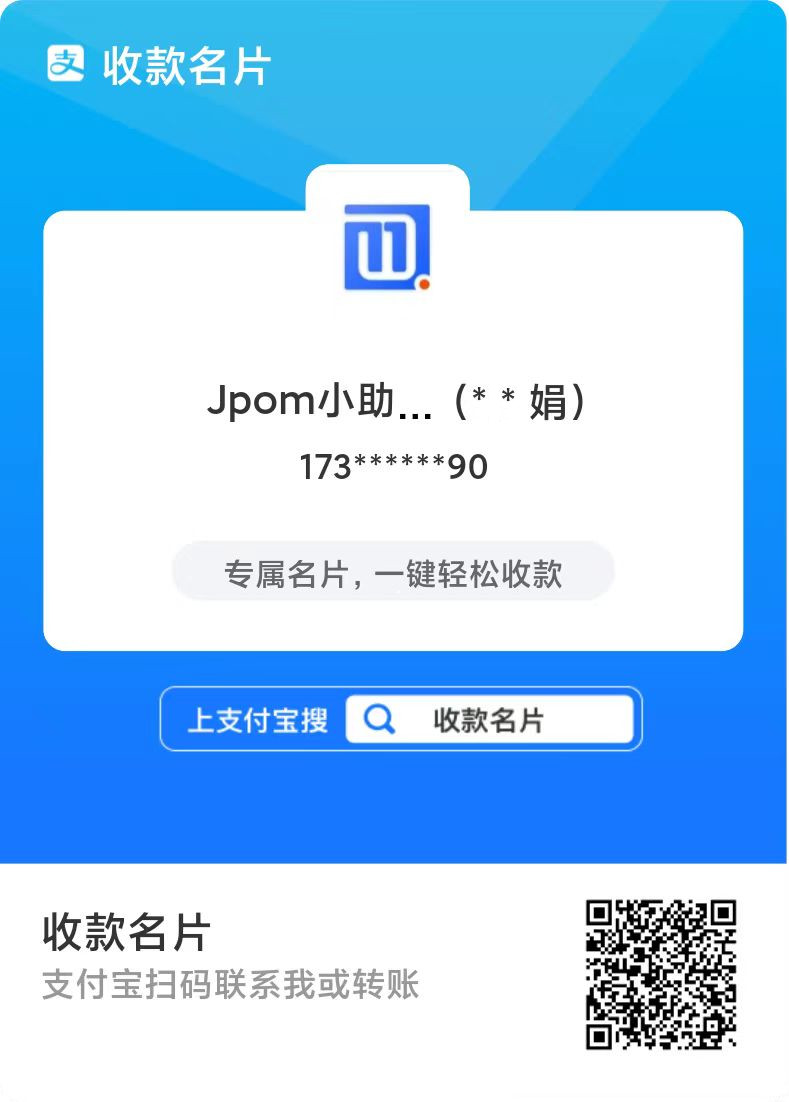 支 收款名片
Jpom小助... (* * 娟)
173******90
专属名片，一键轻松收款
上支付宝搜 收款名片
收款名片
支付宝扫码联系我或转账